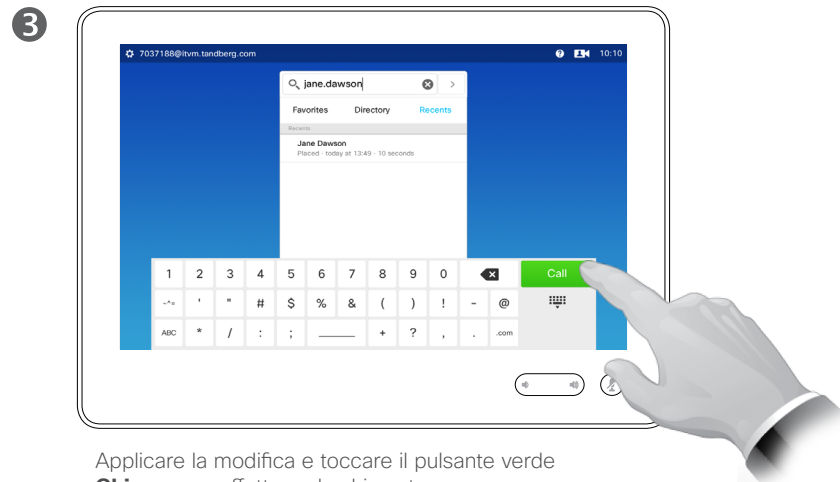 3
7037188@itvm.tandberg.com ? 10:10
jane.dawson
Favorites Directory Recents
Recents
Jane Dawson
Placed - today at 13:49 - 10 seconds
1 2 3 4 5 6 7 8 9 0 Call
~^= ' " # $ % & ( ) ! - @
ABC * / : ; + ? , . .com
Applicare la modifica e toccare il pulsante verde